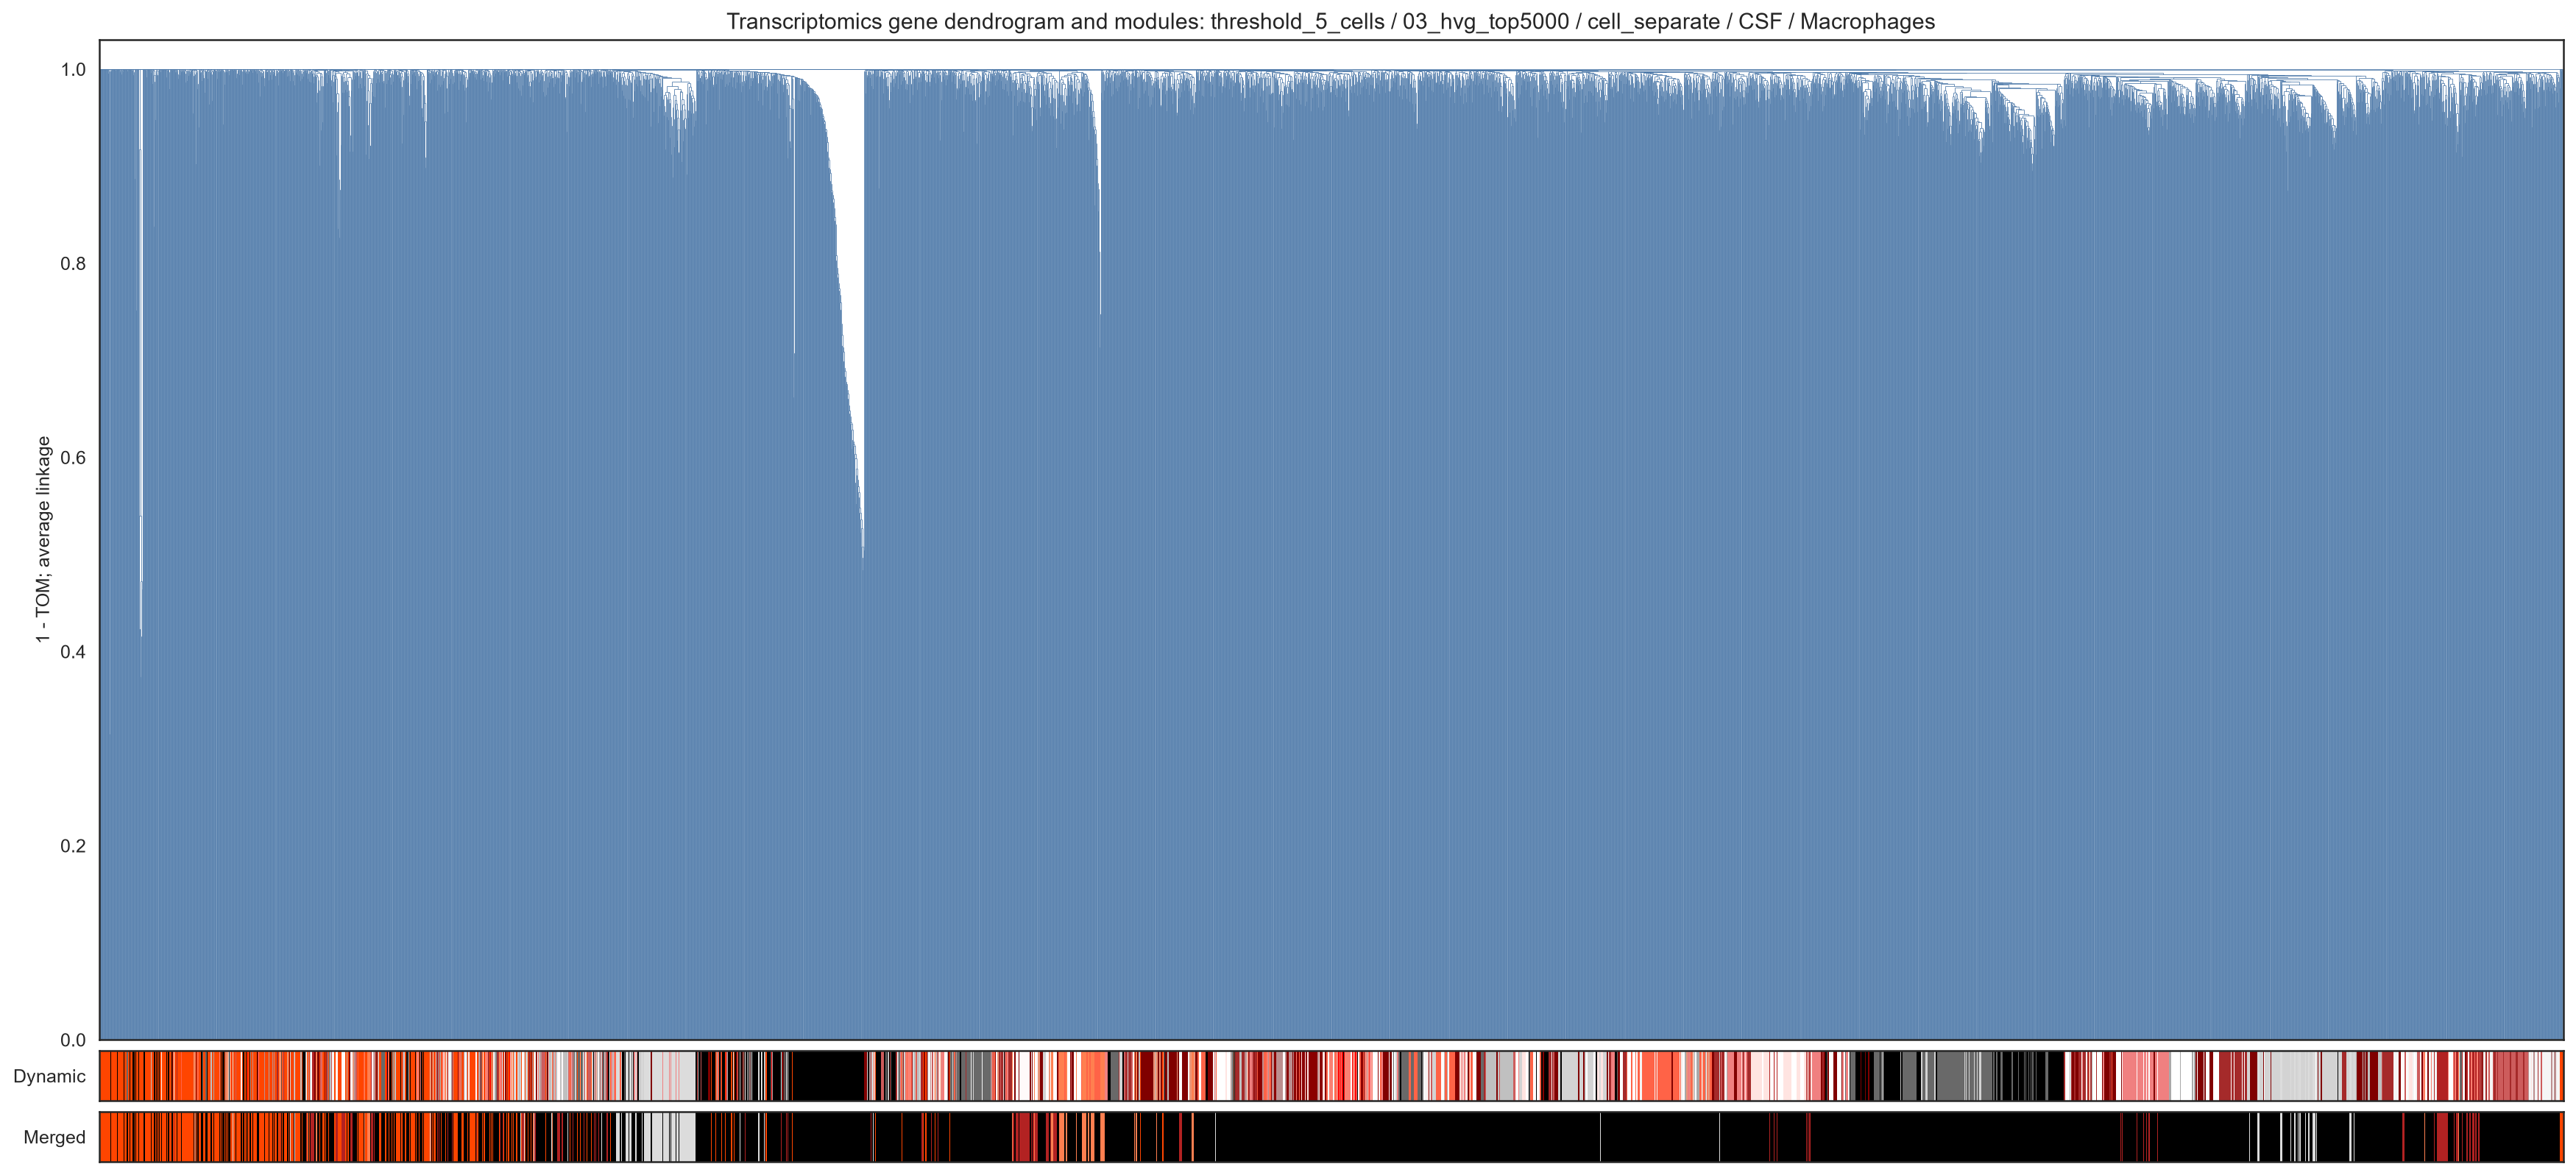 Transcriptomics gene dendrogram and modules: threshold_5_cells / 03_hvg_top5000 / cell_separate / CSF / Macrophages
1.0
0.8
0.6
0.4
0.2
0.0
1 - TOM; average linkage
Dynamic
Merged